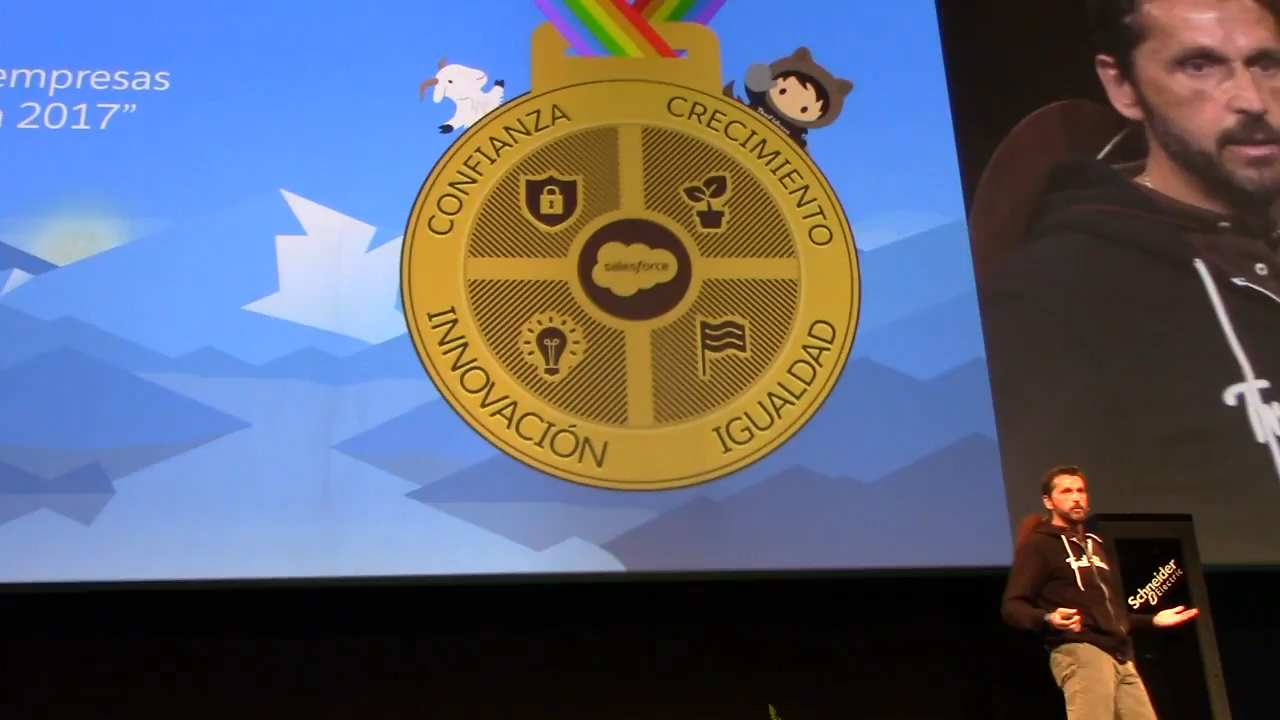 empresas
a 2017”
CONFIANZA
CRECIMIENTO
salesforce
INNOVACIÓN
IGUALDAD
Schneider
Electric